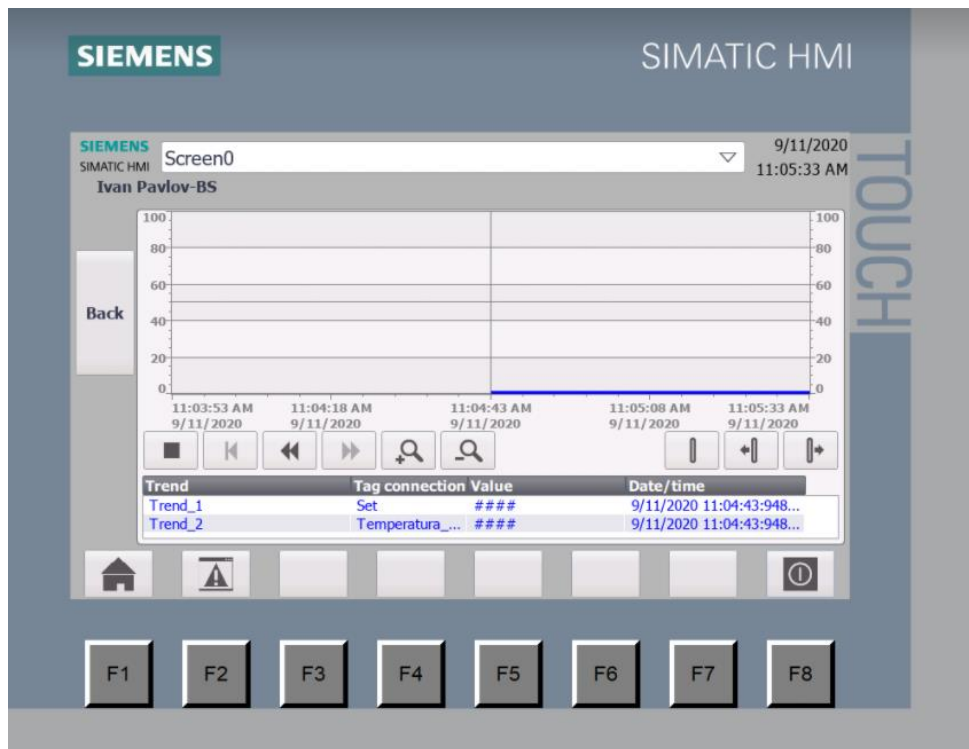 SIEMENS
SIMATIC HMI
TOUCH
SIEMENS
SIMATIC HMI
Screen0
9/11/2020
11:05:33 AM
Ivan Pavlov-BS
Back
100 100
80 80
60 60
40 40
20 20
0 0
11:03:53 AM 11:04:18 AM 11:04:43 AM 11:05:08 AM 11:05:33 AM
9/11/2020 9/11/2020 9/11/2020 9/11/2020 9/11/2020
Trend Tag connection Value Date/time
Trend_1 Set #### 9/11/2020 11:04:43:948...
Trend_2 Temperatura_... #### 9/11/2020 11:04:43:948...
F1 F2 F3 F4 F5 F6 F7 F8